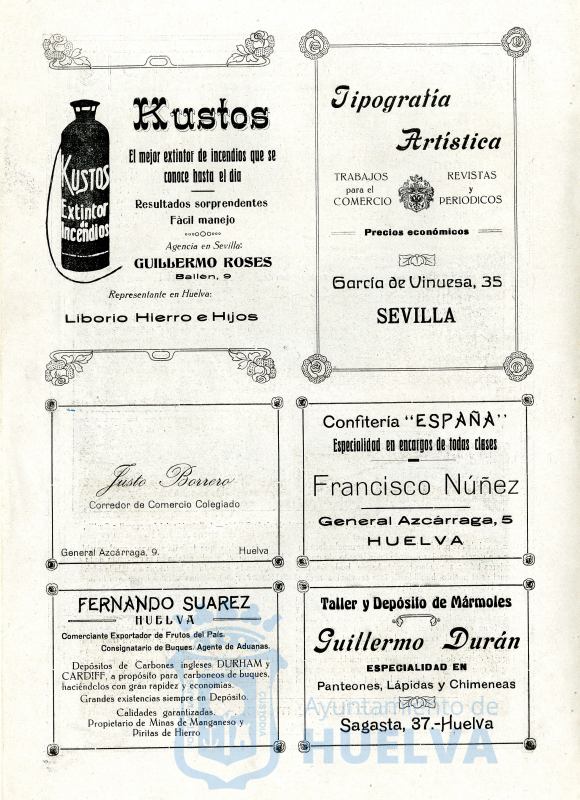 Kustos
El mejor extintor de incendios que se
conoce hasta el día
Resultados sorprendentes
Fácil manejo
Agencia en Sevilla:
GUILLERMO ROSES
Bailén, 9
Representante en Huelva:
Liborio Hierro e Hijos
KUSTOS
Extintor
de
incendios
Tipografía
Artística
TRABAJOS
para el
COMERCIO
REVISTAS
y
PERIODICOS
Precios económicos
García de Vinuesa, 35
SEVILLA
Justo Borrero
Corredor de Comercio Colegiado
General Azcárraga, 9. Huelva
Confitería "ESPAÑA"
Especialidad en encargos de todas clases
Francisco Núñez
General Azcárraga, 5
HUELVA
FERNANDO SUAREZ
HUELVA
Comerciante Exportador de Frutos del País.
Consignatario de Buques. Agente de Aduanas.
Depósitos de Carbones ingleses DURHAM y
CARDIFF, a propósito para carboneos de buques,
haciéndolos con gran rapidez y economías.
Grandes existencias siempre en Depósito.
Calidades garantizadas.
Propietario de Minas de Manganeso y
Piritas de Hierro
Taller y Depósito de Mármoles
Guillermo Durán
ESPECIALIDAD EN
Panteones, Lápidas y Chimeneas
Sagasta, 37.-Huelva
Ayuntamiento de
HUELVA